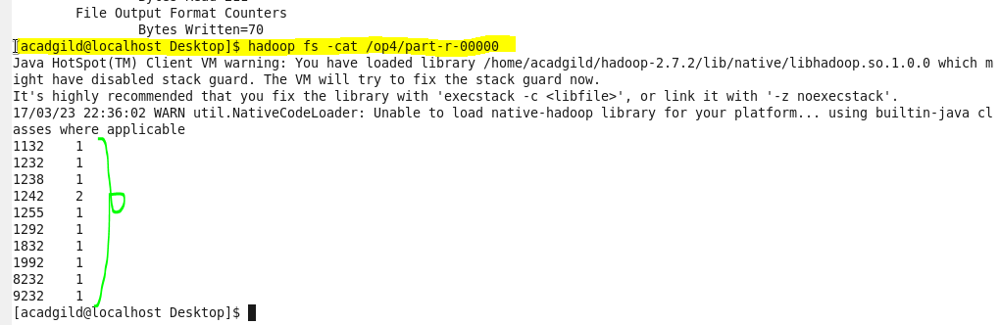 File Output Format Counters
Bytes Written=70
[acadgild@localhost Desktop]$ hadoop fs -cat /op4/part-r-00000
Java HotSpot(TM) Client VM warning: You have loaded library /home/acadgild/hadoop-2.7.2/lib/native/libhadoop.so.1.0.0 which m
ight have disabled stack guard. The VM will try to fix the stack guard now.
It's highly recommended that you fix the library with 'execstack -c <libfile>', or link it with '-z noexecstack'.
17/03/23 22:36:02 WARN util.NativeCodeLoader: Unable to load native-hadoop library for your platform... using builtin-java cl
asses where applicable
1132 1
1232 1
1238 1
1242 2
1255 1
1292 1
1832 1
1992 1
8232 1
9232 1
[acadgild@localhost Desktop]$